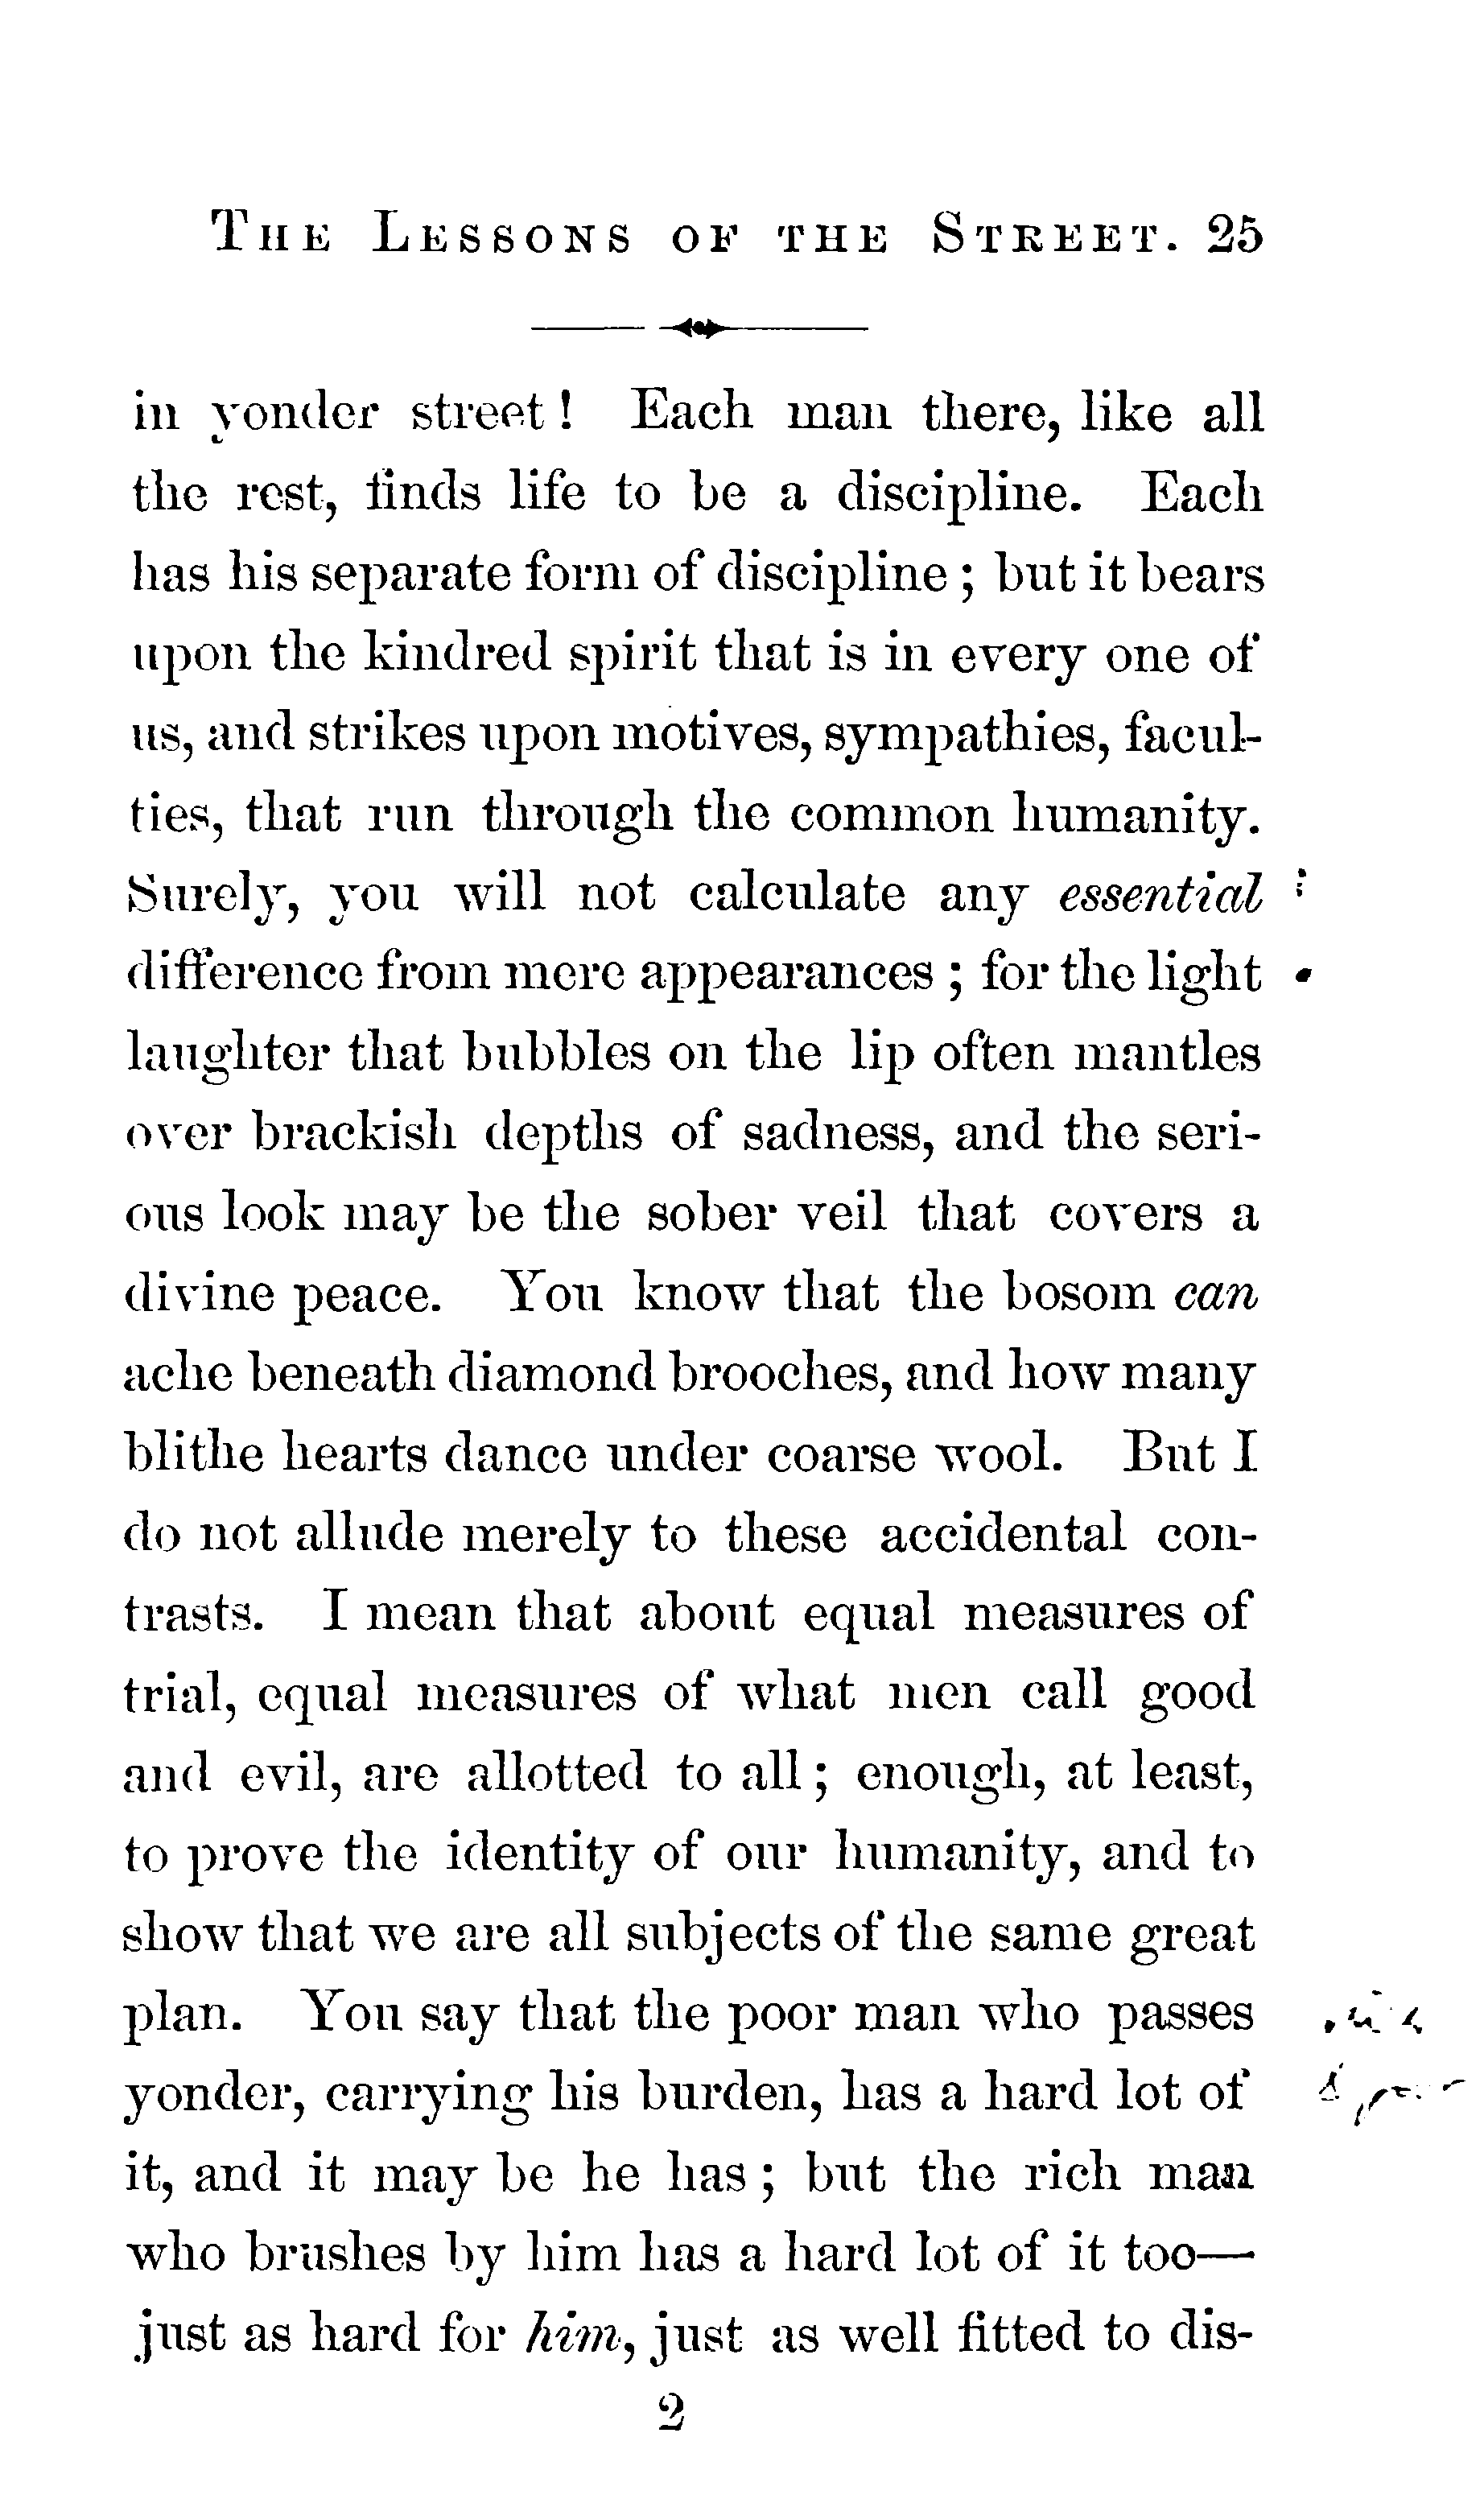 THE LESSONS OF THE STREET. 25
in yonder street! Each man there, like all
the rest, finds life to be a discipline. Each
has his separate form of discipline; but it bears
upon the kindred spirit that is in every one of
us, and strikes upon motives, sympathies, facul-
ties, that run through the common humanity.
Surely, you will not calculate any essential
difference from mere appearances; for the light
laughter that bubbles on the lip often mantles
over brackish depths of sadness, and the seri-
ous look may be the sober veil that covers a
divine peace. You know that the bosom can
ache beneath diamond brooches, and how many
blithe hearts dance under coarse wool. But I
do not allude merely to these accidental con-
trasts. I mean that about equal measures of
trial, equal measures of what men call good
and evil, are allotted to all; enough, at least,
to prove the identity of our humanity, and to
show that we are all subjects of the same great
plan. You say that the poor man who passes
yonder, carrying his burden, has a hard lot of
it, and it may be he has; but the rich man
who brushes by him has a hard lot of it too—
just as hard for him, just as well fitted to dis-
2